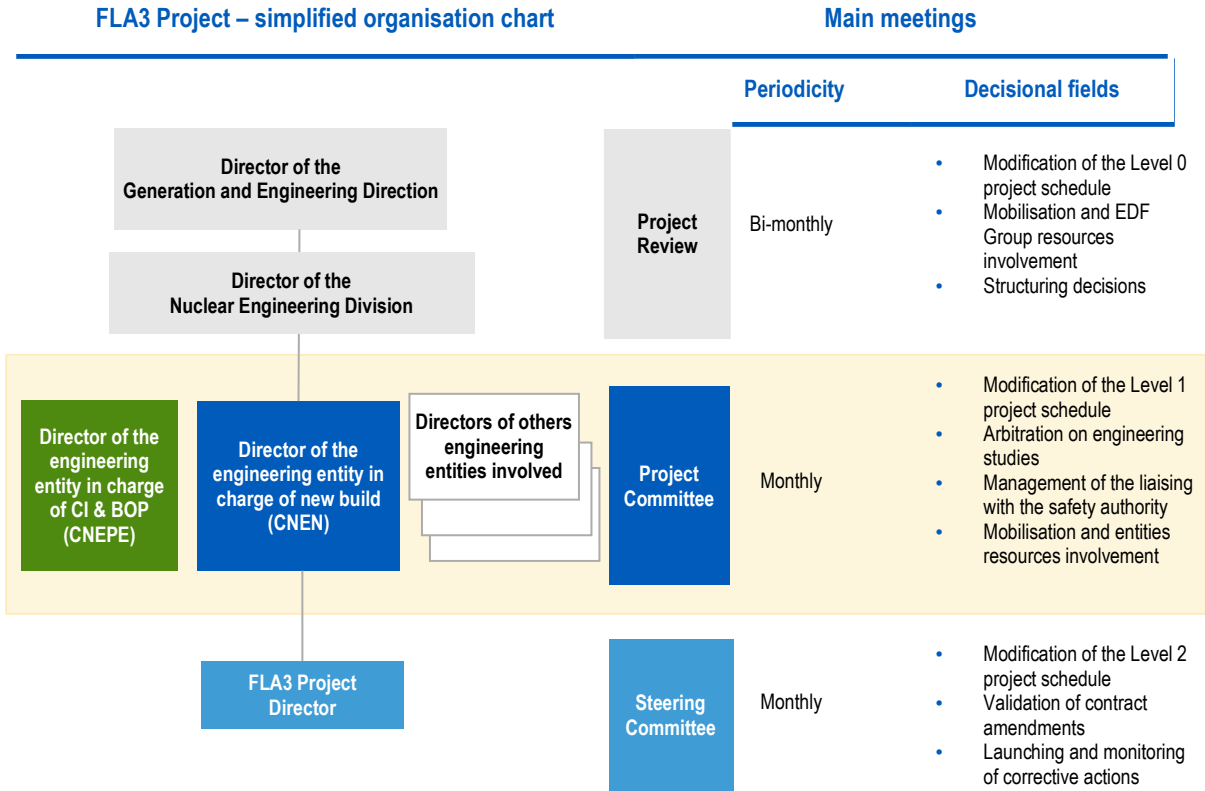 FLA3 Project – simplified organisation chart
Main meetings
Periodicity
Decisional fields
Director of the
Generation and Engineering Direction
Director of the
Nuclear Engineering Division
Project
Review
Bi-monthly
• Modification of the Level 0
project schedule
• Mobilisation and EDF
Group resources
involvement
• Structuring decisions
Director of the
engineering
entity in charge
of CI & BOP
(CNEPE)
Director of the
engineering entity in
charge of new build
(CNEN)
Directors of others
engineering
entities involved
Project
Committee
Monthly
• Modification of the Level 1
project schedule
• Arbitration on engineering
studies
• Management of the liaising
with the safety authority
• Mobilisation and entities
resources involvement
FLA3 Project
Director
Steering
Committee
Monthly
• Modification of the Level 2
project schedule
• Validation of contract
amendments
• Launching and monitoring
of corrective actions